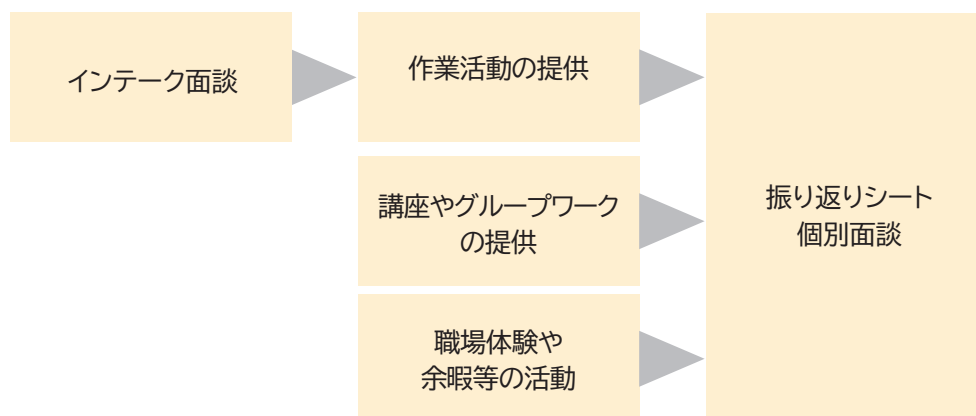 インテーク面談
作業活動の提供
講座やグループワーク
の提供
職場体験や
余暇等の活動
振り返りシート
個別面談